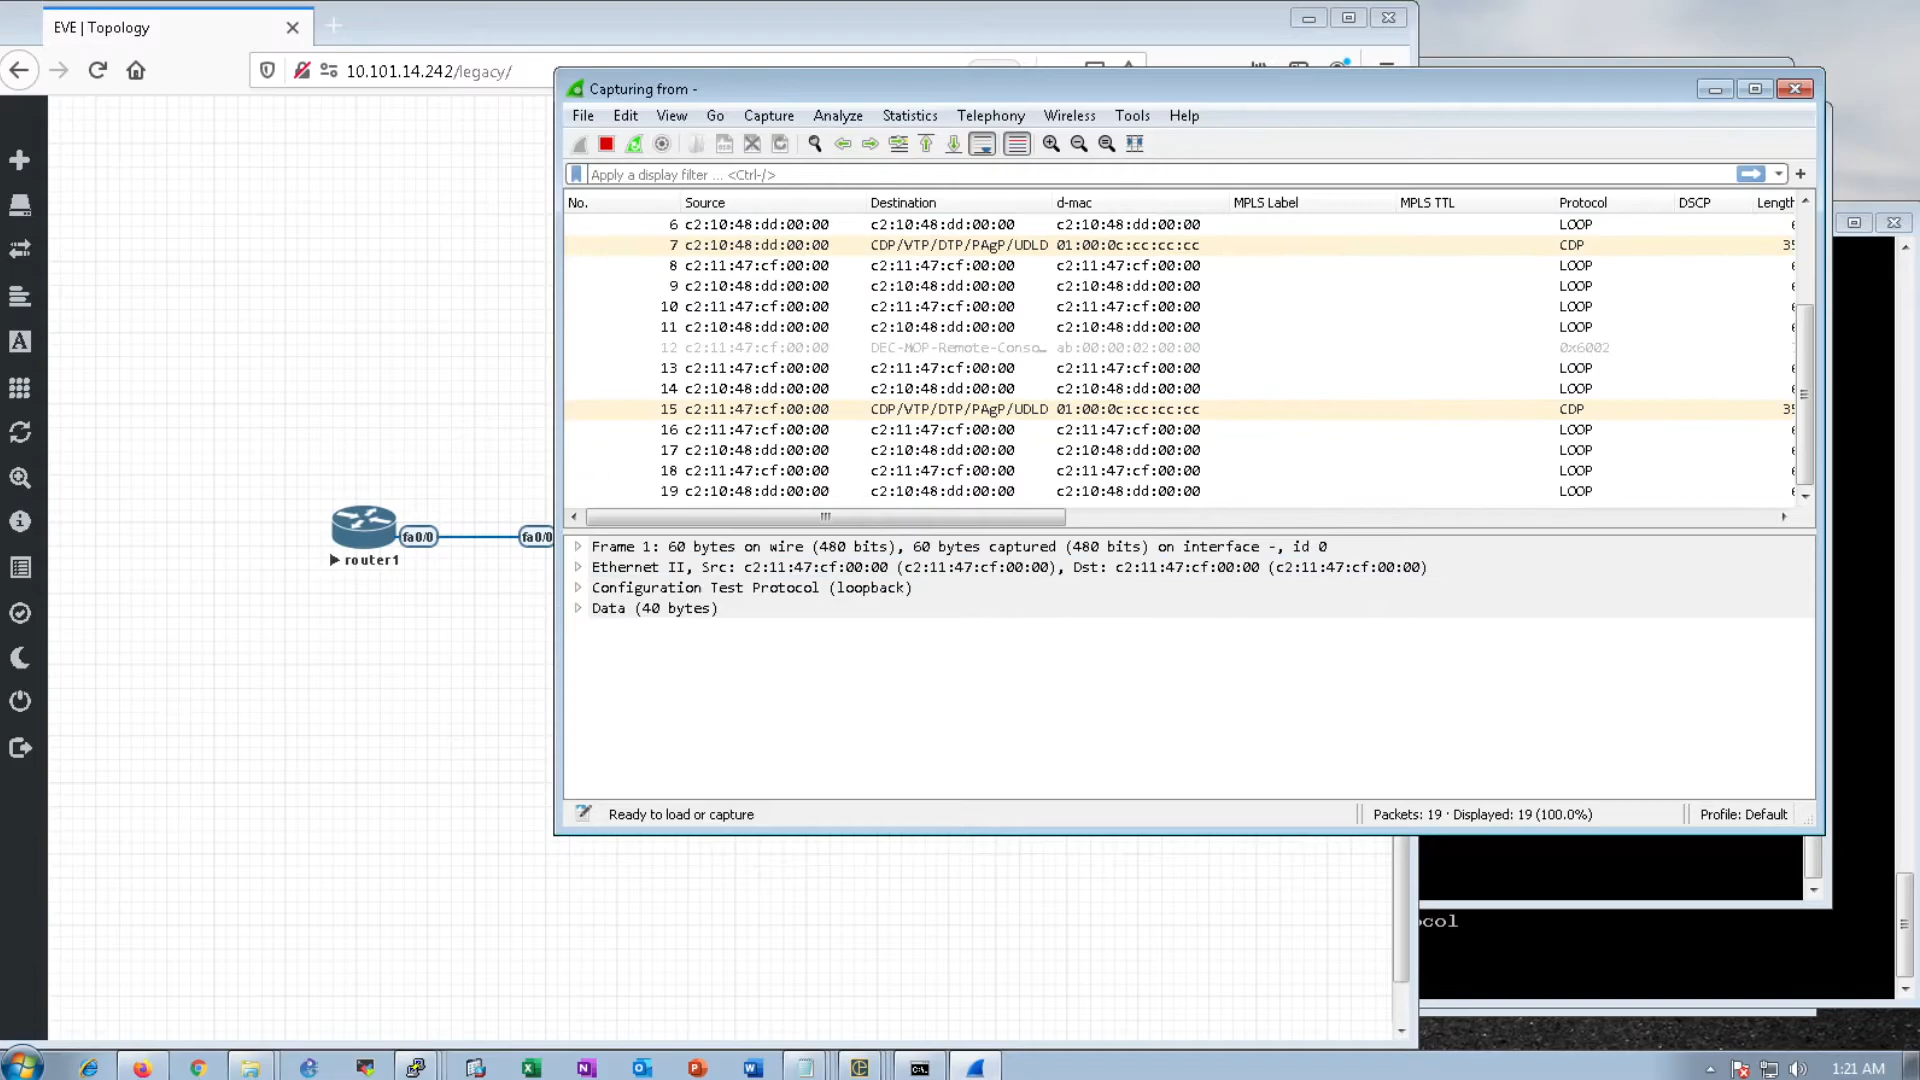 EVE | Topology
10.101.14.242/legacy/
Capturing from -
File Edit View Go Capture Analyze Statistics Telephony Wireless Tools Help
Apply a display filter ... <Ctrl-/>
No. Source Destination d-mac MPLS Label MPLS TTL Protocol DSCP Length
6 c2:10:48:dd:00:00 c2:10:48:dd:00:00 c2:10:48:dd:00:00 LOOP
7 c2:10:48:dd:00:00 CDP/VTP/DTP/PAgP/UDLD 01:00:0c:cc:cc:cc CDP 35
8 c2:11:47:cf:00:00 c2:11:47:cf:00:00 c2:11:47:cf:00:00 LOOP
9 c2:10:48:dd:00:00 c2:10:48:dd:00:00 c2:10:48:dd:00:00 LOOP
10 c2:11:47:cf:00:00 c2:11:47:cf:00:00 c2:11:47:cf:00:00 LOOP
11 c2:10:48:dd:00:00 c2:10:48:dd:00:00 c2:10:48:dd:00:00 LOOP
12 c2:11:47:cf:00:00 DEC-MOP-Remote-Conso… ab:00:00:02:00:00 0x6002
13 c2:11:47:cf:00:00 c2:11:47:cf:00:00 c2:11:47:cf:00:00 LOOP
14 c2:10:48:dd:00:00 c2:10:48:dd:00:00 c2:10:48:dd:00:00 LOOP
15 c2:11:47:cf:00:00 CDP/VTP/DTP/PAgP/UDLD 01:00:0c:cc:cc:cc CDP 35
16 c2:11:47:cf:00:00 c2:11:47:cf:00:00 c2:11:47:cf:00:00 LOOP
17 c2:10:48:dd:00:00 c2:10:48:dd:00:00 c2:10:48:dd:00:00 LOOP
18 c2:11:47:cf:00:00 c2:11:47:cf:00:00 c2:11:47:cf:00:00 LOOP
19 c2:10:48:dd:00:00 c2:10:48:dd:00:00 c2:10:48:dd:00:00 LOOP
Frame 1: 60 bytes on wire (480 bits), 60 bytes captured (480 bits) on interface -, id 0
Ethernet II, Src: c2:11:47:cf:00:00 (c2:11:47:cf:00:00), Dst: c2:11:47:cf:00:00 (c2:11:47:cf:00:00)
Configuration Test Protocol (loopback)
Data (40 bytes)
fa0/0 fa0/0
router1
Ready to load or capture Packets: 19 · Displayed: 19 (100.0%) Profile: Default
ocol
1:21 AM